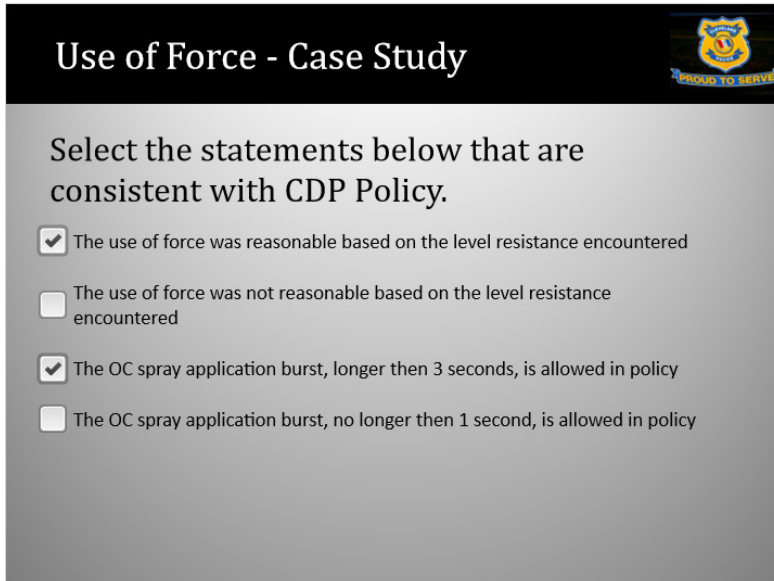 Use of Force - Case Study
CLEVELAND
POLICE
PROUD TO SERVE
Select the statements below that are
consistent with CDP Policy.
The use of force was reasonable based on the level resistance encountered
The use of force was not reasonable based on the level resistance
encountered
The OC spray application burst, longer then 3 seconds, is allowed in policy
The OC spray application burst, no longer then 1 second, is allowed in policy